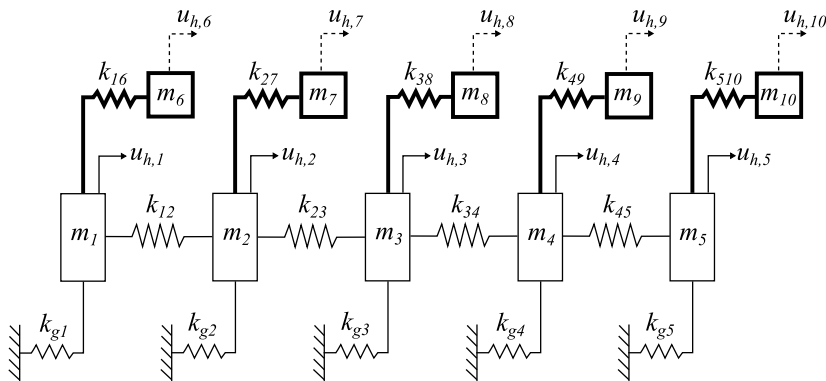 u_{h,6} u_{h,7} u_{h,8} u_{h,9} u_{h,10}
k_{16} k_{27} k_{38} k_{49} k_{510}
m_6 m_7 m_8 m_9 m_{10}
u_{h,1} u_{h,2} u_{h,3} u_{h,4} u_{h,5}
k_{12} k_{23} k_{34} k_{45}
m_1 m_2 m_3 m_4 m_5
k_{g1} k_{g2} k_{g3} k_{g4} k_{g5}